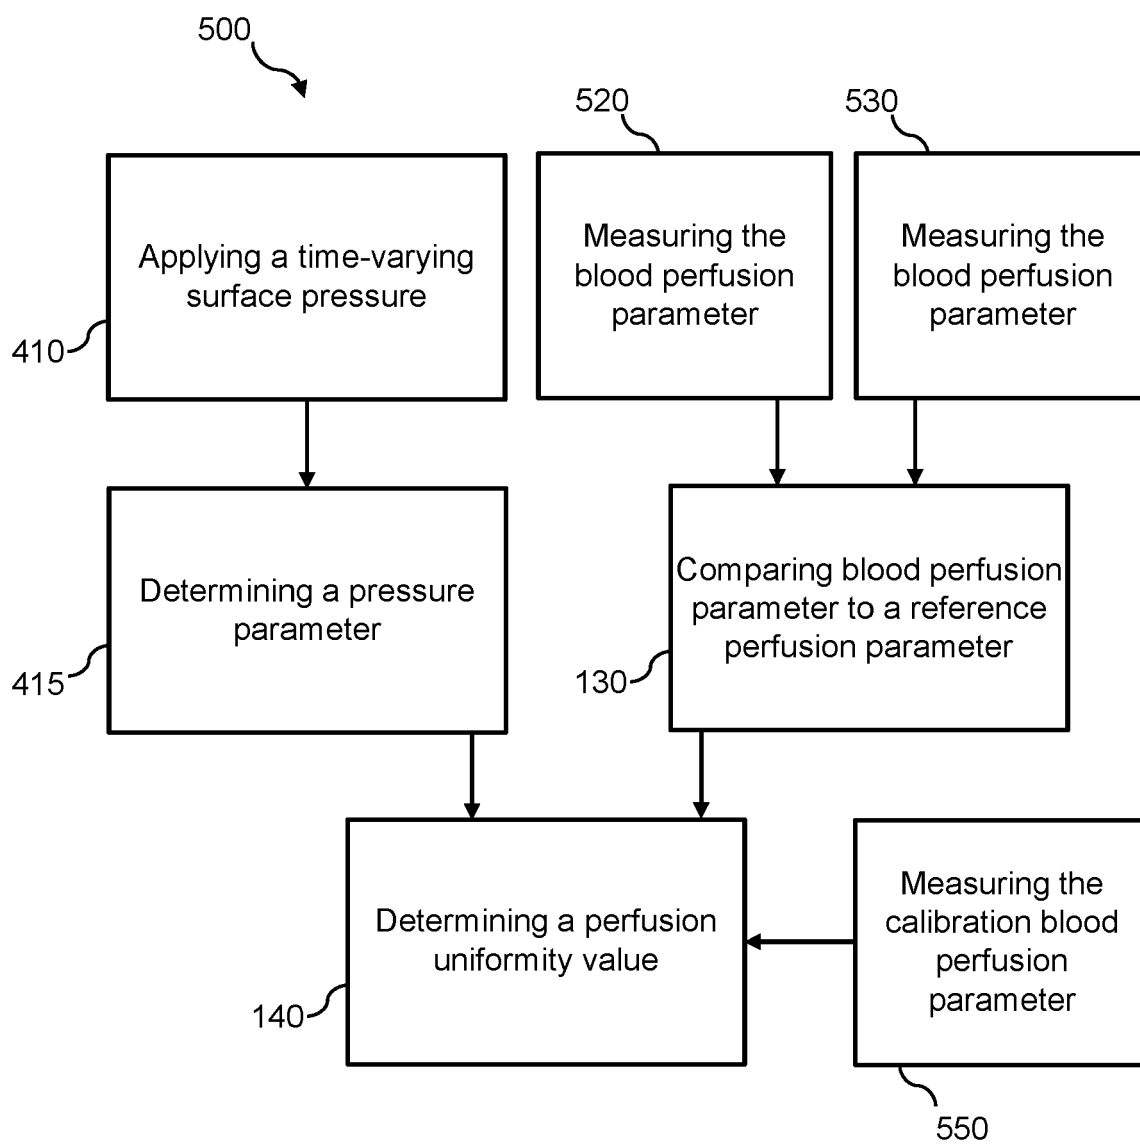 500
520
530
Applying a time-varying
surface pressure
410
Measuring the
blood perfusion
parameter
Measuring the
blood perfusion
parameter
Determining a pressure
parameter
415
Comparing blood perfusion
parameter to a reference
perfusion parameter
130
Determining a perfusion
uniformity value
140
Measuring the
calibration blood
perfusion
parameter
550